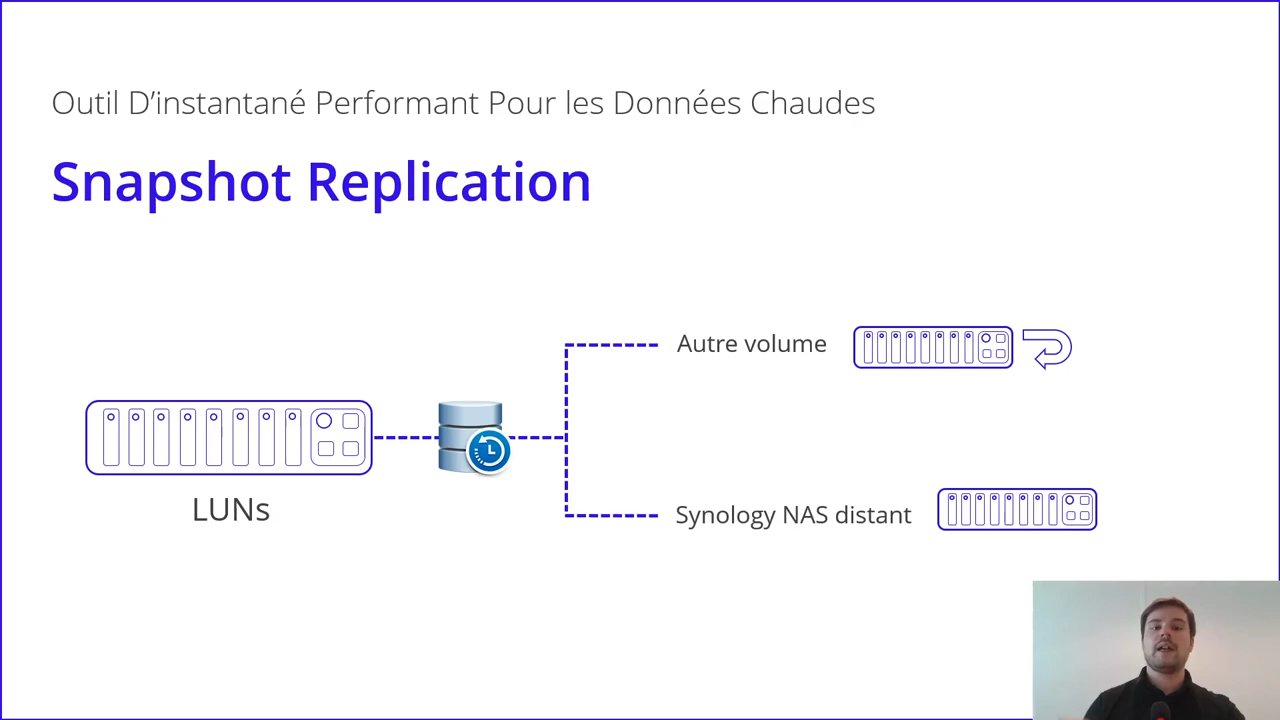 Outil D’instantané Performant Pour les Données Chaudes
Snapshot Replication
Autre volume
LUNs
Synology NAS distant